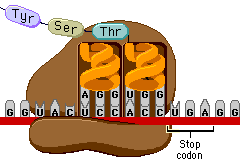 Tyr
Ser
Thr
AGG UGG
GGUACUCCACCUGAGG
Stop
codon